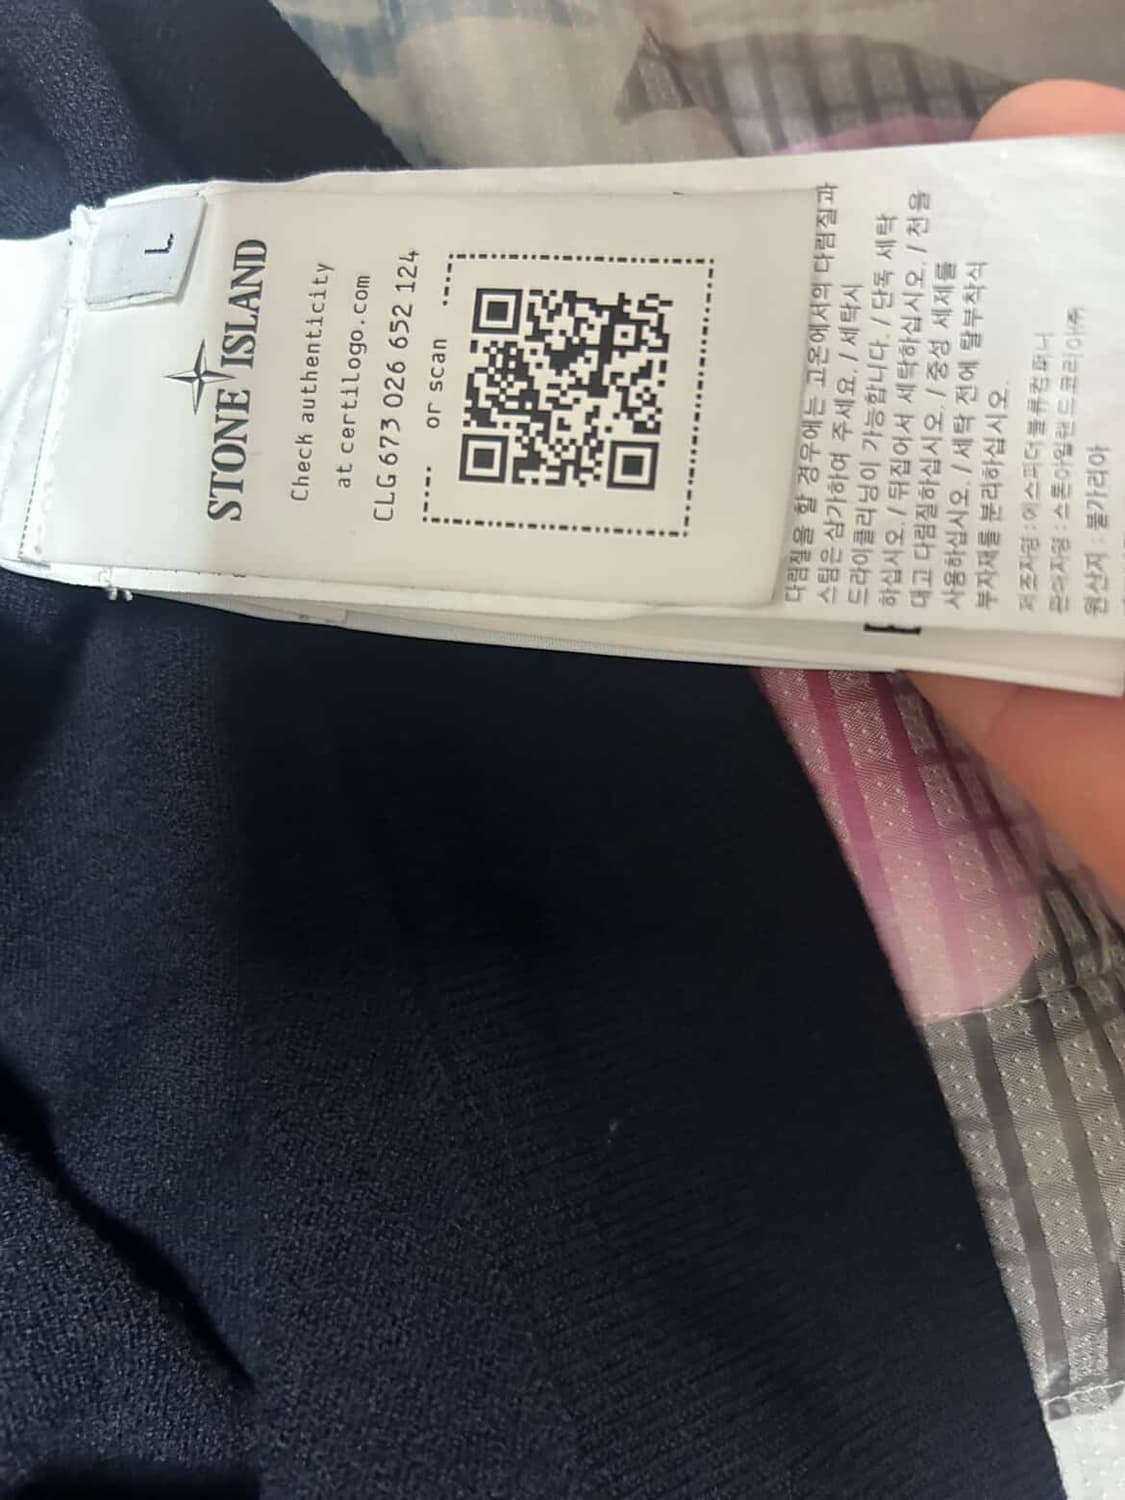 L
STONE ISLAND
Check authenticity
at certilogo.com
CLG 673 026 652 124
or scan
다림질을 할 경우에는 고온에서의 다림질과
스팀은 삼가하여 주세요. / 세탁시
드라이클리닝이 가능합니다. / 단독 세탁
하십시오. / 뒤집어서 세탁하십시오. / 천을
대고 다림질하십시오. / 중성 세제를
사용하십시오. / 세탁 전에 탈부착식
부자재를 분리하십시오.
제조자명 : 에스피더블류컴퍼니
판매자명 : 스톤아일랜드코리아㈜
원산지 : 불가리아